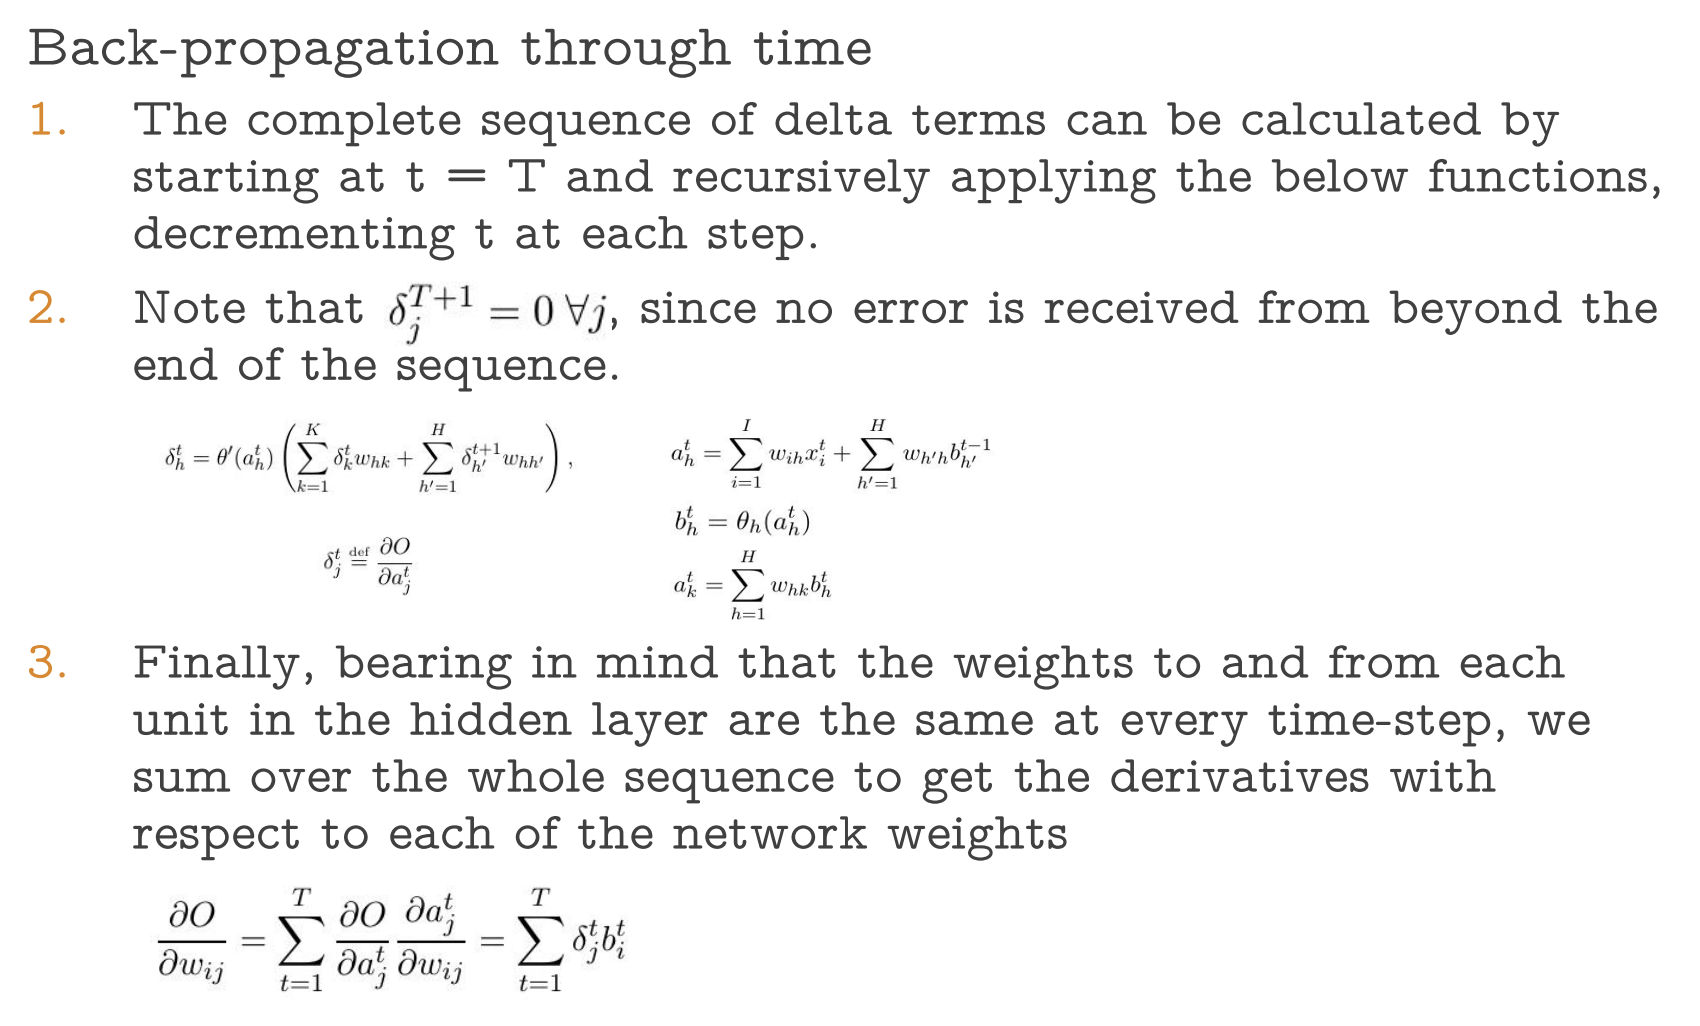 Back-propagation through time
1. The complete sequence of delta terms can be calculated by
starting at t = T and recursively applying the below functions,
decrementing t at each step.
2. Note that $\delta_j^{T+1} = 0 \, \forall j$, since no error is received from beyond the
end of the sequence.
$\delta_h^t = \theta'(a_h^t) \left( \sum_{k=1}^{K} \delta_k^t w_{hk} + \sum_{h'=1}^{H} \delta_{h'}^{t+1} w_{hh'} \right),$
$\delta_j^t \stackrel{\text{def}}{=} \frac{\partial O}{\partial a_j^t}$
$a_h^t = \sum_{i=1}^{I} w_{ih} x_i^t + \sum_{h'=1}^{H} w_{h'h} b_{h'}^{t-1}$
$b_h^t = \theta_h(a_h^t)$
$a_k^t = \sum_{h=1}^{H} w_{hk} b_h^t$
3. Finally, bearing in mind that the weights to and from each
unit in the hidden layer are the same at every time-step, we
sum over the whole sequence to get the derivatives with
respect to each of the network weights
$\frac{\partial O}{\partial w_{ij}} = \sum_{t=1}^{T} \frac{\partial O}{\partial a_j^t} \frac{\partial a_j^t}{\partial w_{ij}} = \sum_{t=1}^{T} \delta_j^t b_i^t$